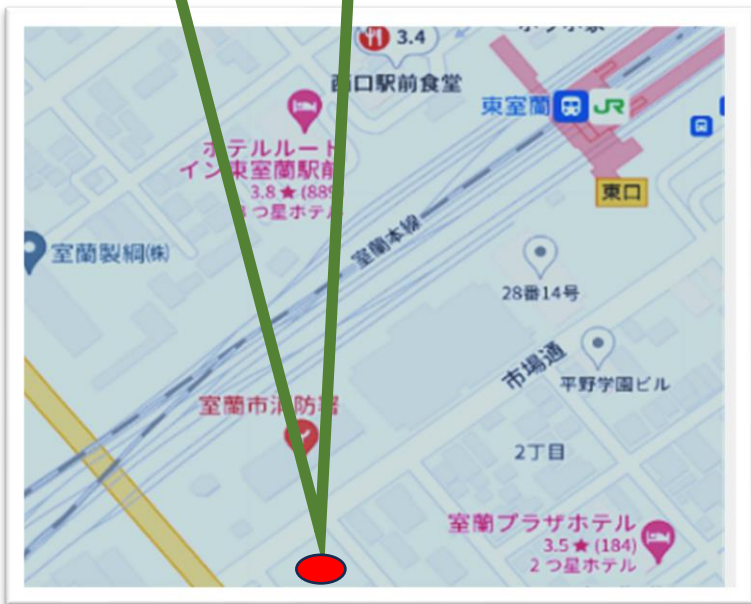 3.4
西口駅前食堂
東室蘭 JR
ホテルルート
イン東室蘭駅前
3.8 ★ (889
つ星ホテル
東口
室蘭本線
室蘭製綱㈱
28番14号
市場通
平野学園ビル
室蘭市消防署
2丁目
室蘭プラザホテル
3.5 ★ (184)
2 つ星ホテル